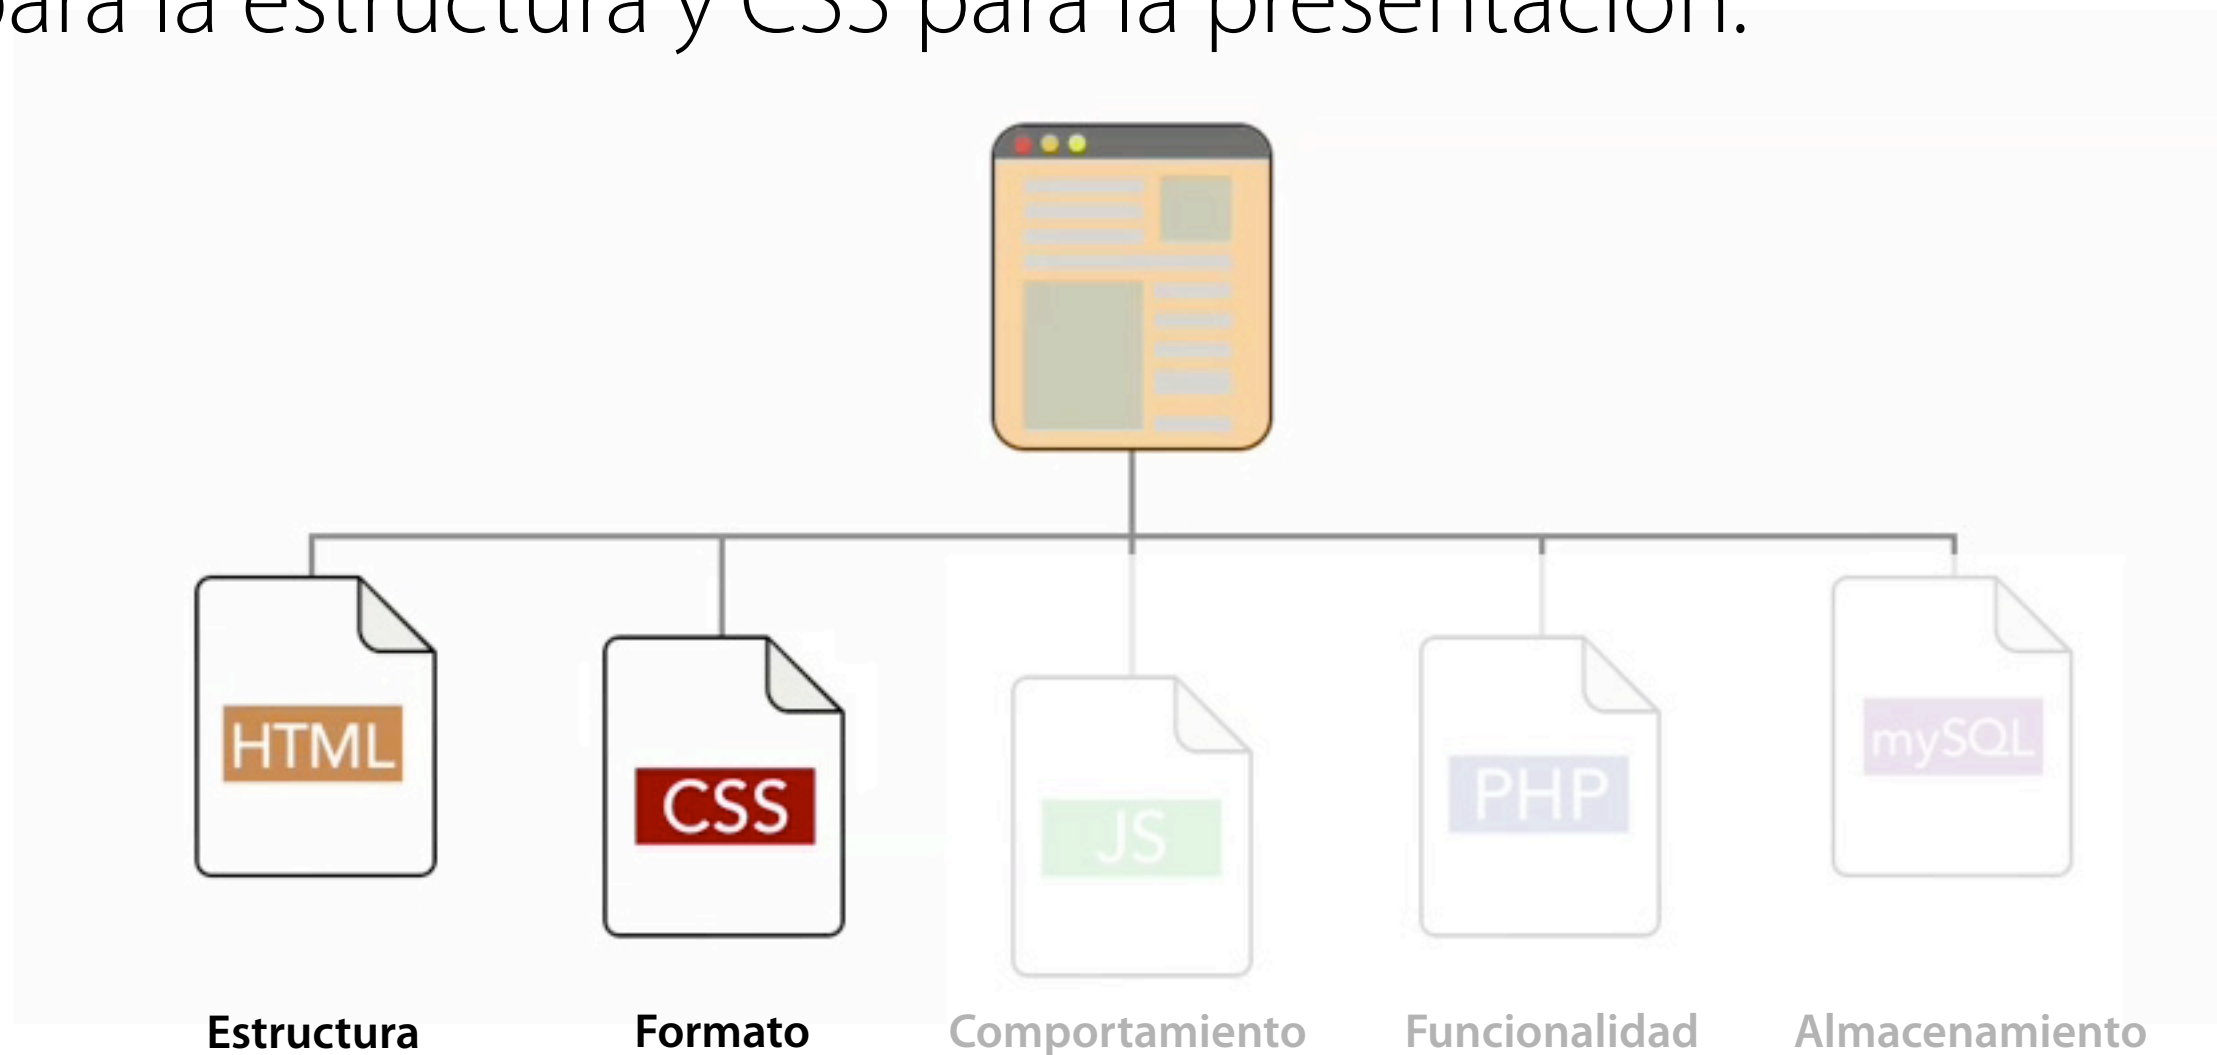 para la estructura y CSS para la presentación.
HTML
CSS
JS
PHP
mySQL
Estructura
Formato
Comportamiento
Funcionalidad
Almacenamiento